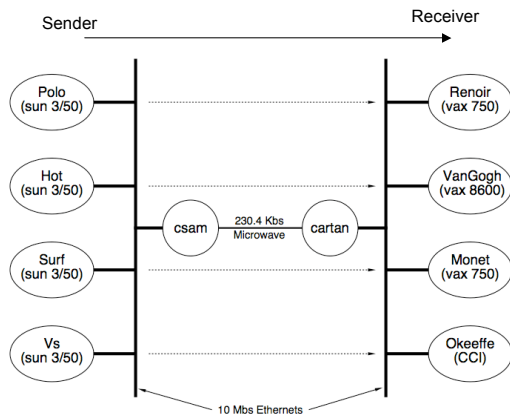 Sender
Receiver
Polo
(sun 3/50)
Renoir
(vax 750)
Hot
(sun 3/50)
VanGogh
(vax 8600)
csam
230.4 Kbs
Microwave
cartan
Surf
(sun 3/50)
Monet
(vax 750)
Vs
(sun 3/50)
Okeeffe
(CCI)
10 Mbs Ethernets